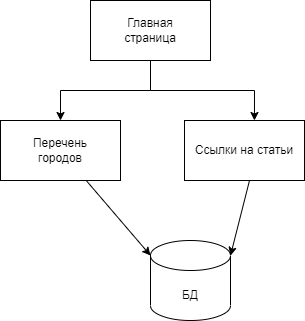 Главная
страница
Перечень
городов
Ссылки на статьи
БД